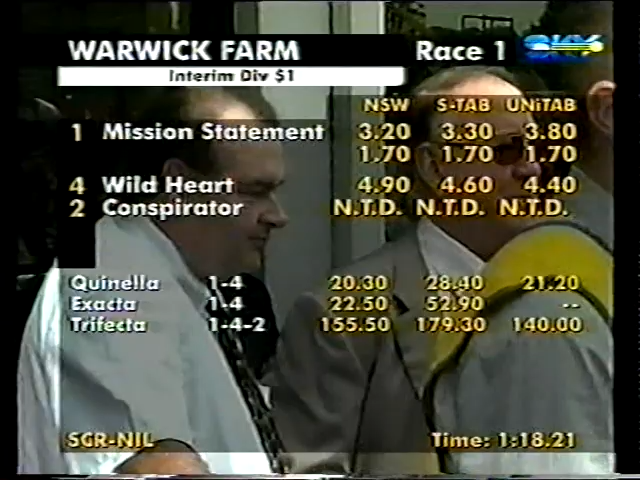 WARWICK FARM Race 1 SKY
Interim Div $1
NSW S-TAB UNiTAB
1 Mission Statement 3.20 3.30 3.80
1.70 1.70 1.70
4 Wild Heart 4.90 4.60 4.40
2 Conspirator N.T.D. N.T.D. N.T.D.
Quinella 1-4 20.30 28.40 21.20
Exacta 1-4 22.50 52.90 --
Trifecta 1-4-2 155.50 179.30 140.00
SCR-NIL Time: 1:18.21